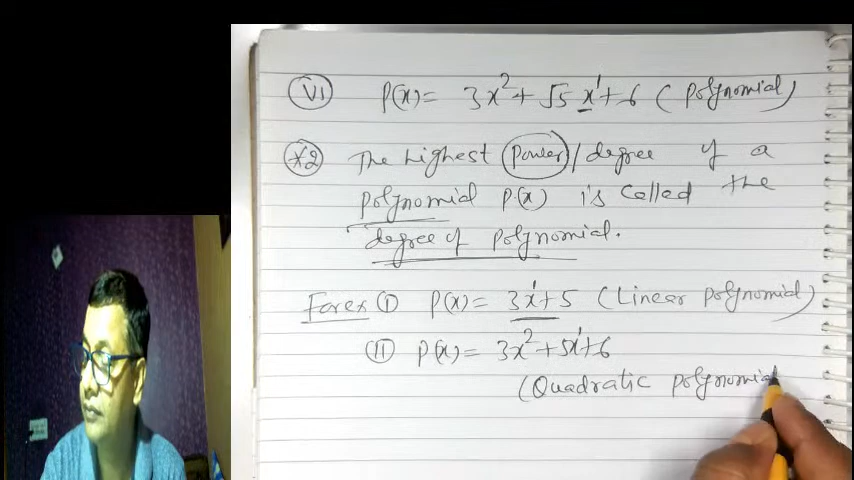 (VI) P(x) = 3x² + √5 x¹ + 6 (Polynomial)
*2 The highest Power/degree of a
polynomial P(x) is called the
degree of polynomial.
For ex (I) P(x) = 3x¹ + 5 (Linear polynomial)
(II) P(x) = 3x² + 5x¹ + 6
(Quadratic polynomial